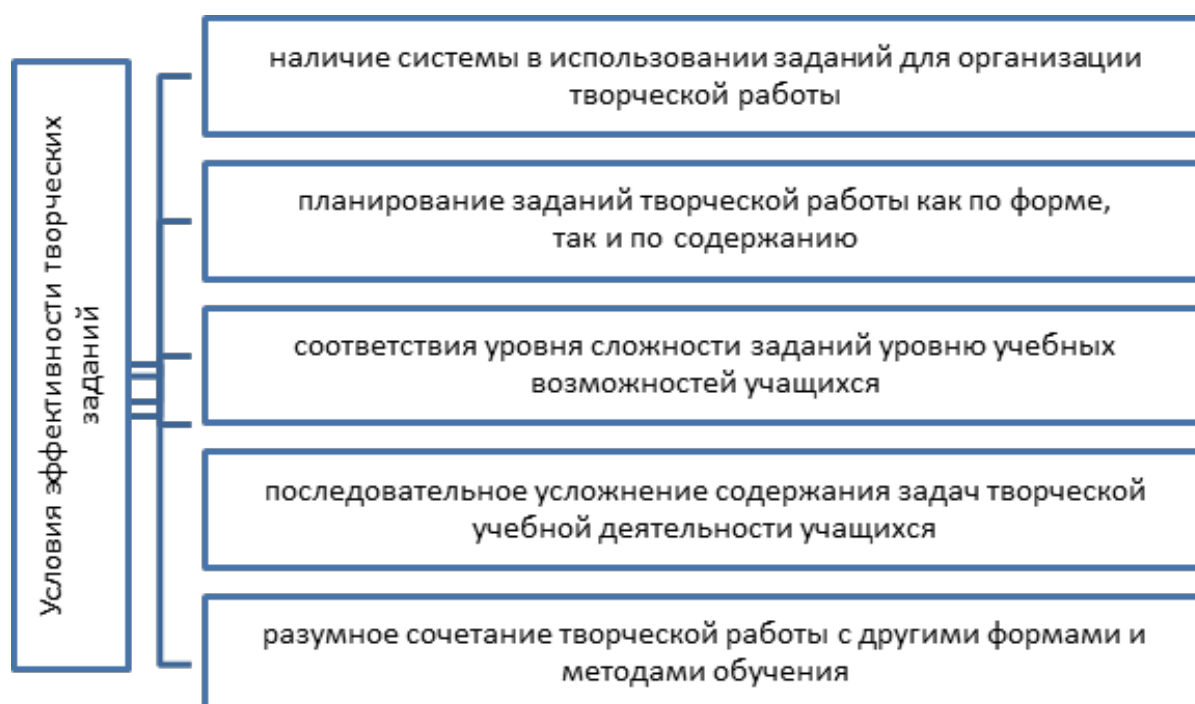 Условия эффективности творческих
заданий
наличие системы в использовании заданий для организации
творческой работы
планирование заданий творческой работы как по форме,
так и по содержанию
соответствия уровня сложности заданий уровню учебных
возможностей учащихся
последовательное усложнение содержания задач творческой
учебной деятельности учащихся
разумное сочетание творческой работы с другими формами и
методами обучения